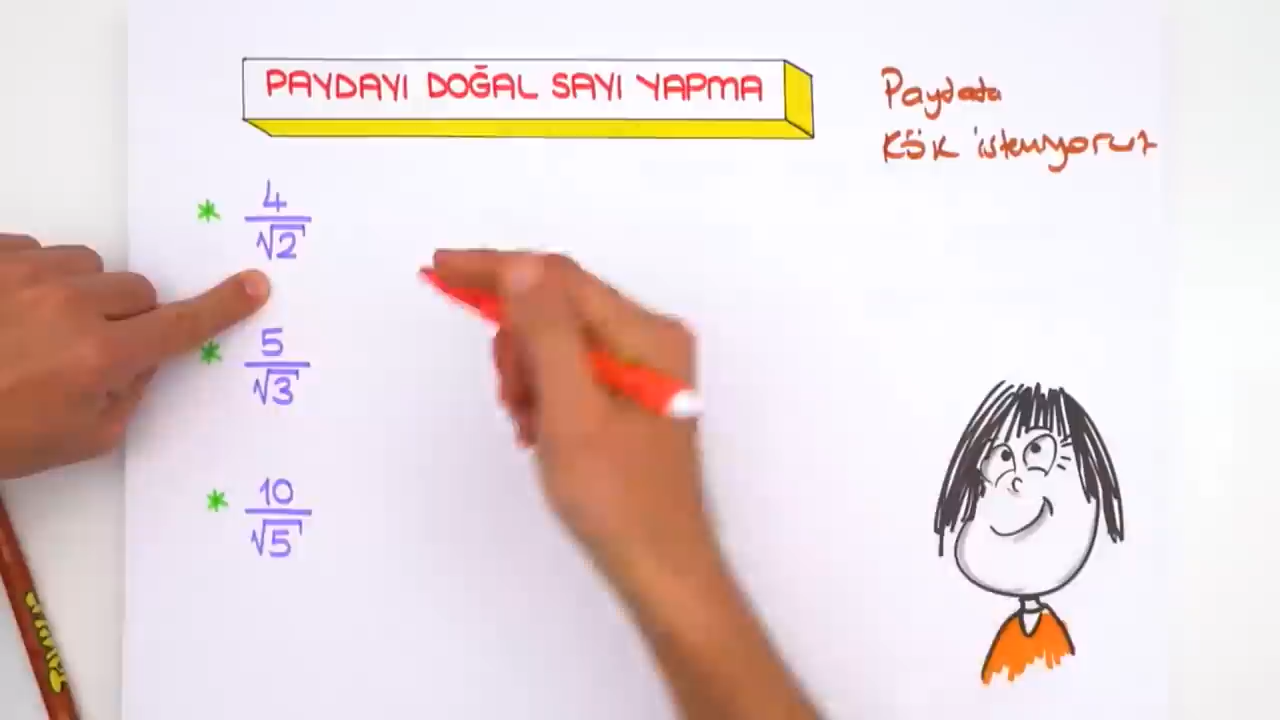 PAYDAYI DOĞAL SAYI YAPMA
Paydada
KÖK istemiyoruz
* 4/√2
* 5/√3
* 10/√5